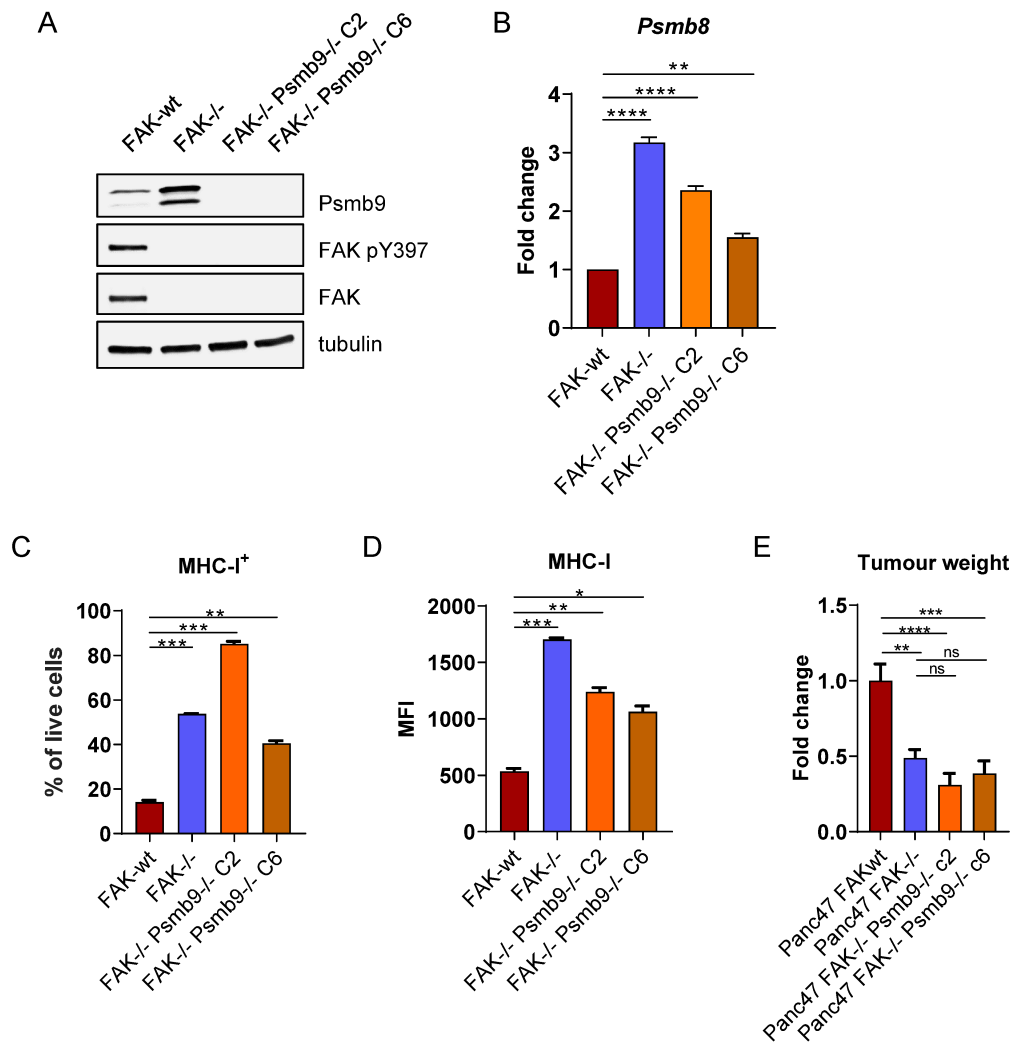 A
FAK-wt
FAK-/-
FAK-/- Psmb9-/- C2
FAK-/- Psmb9-/- C6
Psmb9
FAK pY397
FAK
tubulin
B
Psmb8
**
****
****
Fold change
4
3
2
1
0
FAK-wt
FAK-/-
FAK-/- Psmb9-/- C2
FAK-/- Psmb9-/- C6
C
MHC-I+
**
***
***
% of live cells
100
80
60
40
20
0
FAK-wt
FAK-/-
FAK-/- Psmb9-/- C2
FAK-/- Psmb9-/- C6
D
MHC-I
*
**
***
MFI
2000
1500
1000
500
0
FAK-wt
FAK-/-
FAK-/- Psmb9-/- C2
FAK-/- Psmb9-/- C6
E
Tumour weight
***
****
** ns
ns
Fold change
1.5
1.0
0.5
0.0
Panc47 FAKwt
Panc47 FAK-/-
Panc47 FAK-/- Psmb9-/- c2
Panc47 FAK-/- Psmb9-/- c6